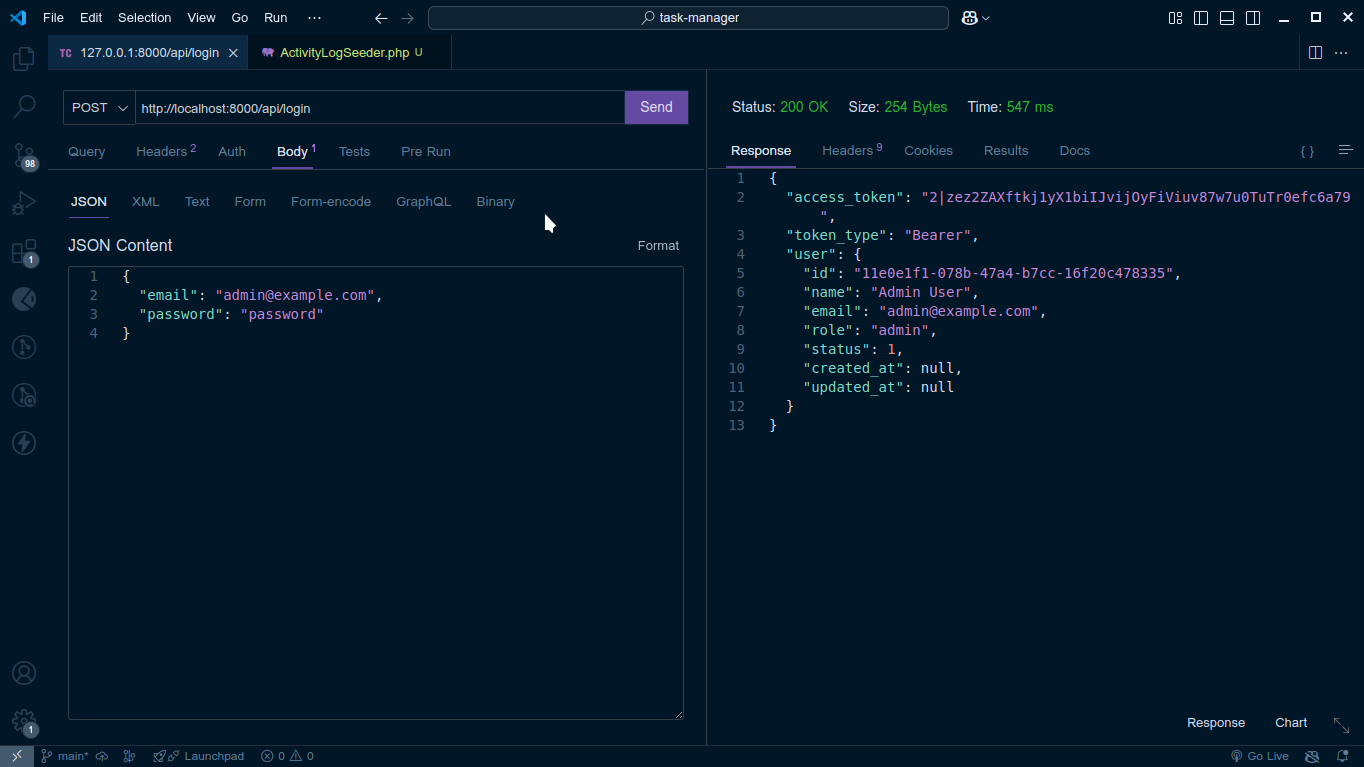 File Edit Selection View Go Run ··· task-manager
TC 127.0.0.1:8000/api/login ActivityLogSeeder.php U
POST http://localhost:8000/api/login Send
Query Headers 2 Auth Body 1 Tests Pre Run
JSON XML Text Form Form-encode GraphQL Binary
JSON Content Format
1 {
2 "email": "admin@example.com",
3 "password": "password"
4 }
Status: 200 OK Size: 254 Bytes Time: 547 ms
Response Headers 9 Cookies Results Docs { }
1 {
2 "access_token": "2|zez2ZAXftkj1yX1biIJvijOyFiViuv87w7u0TuTr0efc6a79
",
3 "token_type": "Bearer",
4 "user": {
5 "id": "11e0e1f1-078b-47a4-b7cc-16f20c478335",
6 "name": "Admin User",
7 "email": "admin@example.com",
8 "role": "admin",
9 "status": 1,
10 "created_at": null,
11 "updated_at": null
12 }
13 }
Response Chart
98
1
1
main* Launchpad 0 0 Go Live